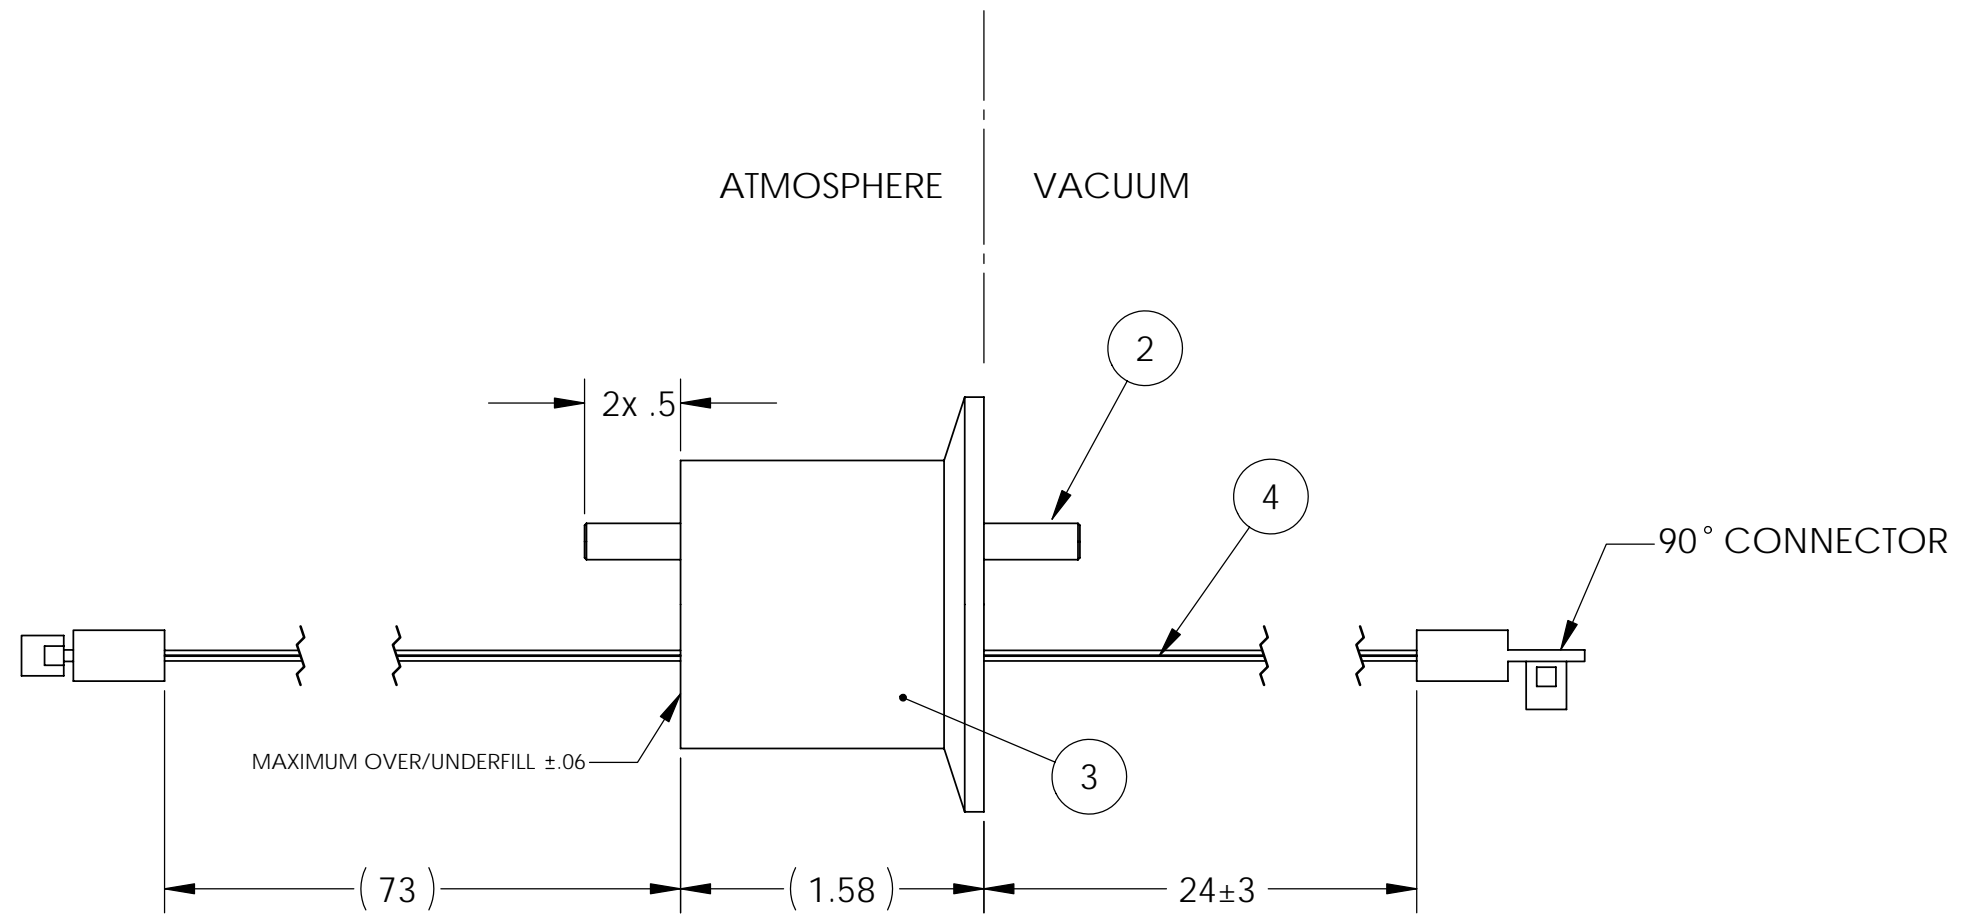 ATMOSPHERE VACUUM
2
2x .5
4
90° CONNECTOR
MAXIMUM OVER/UNDERFILL ±.06
3
(73) (1.58) 24±3